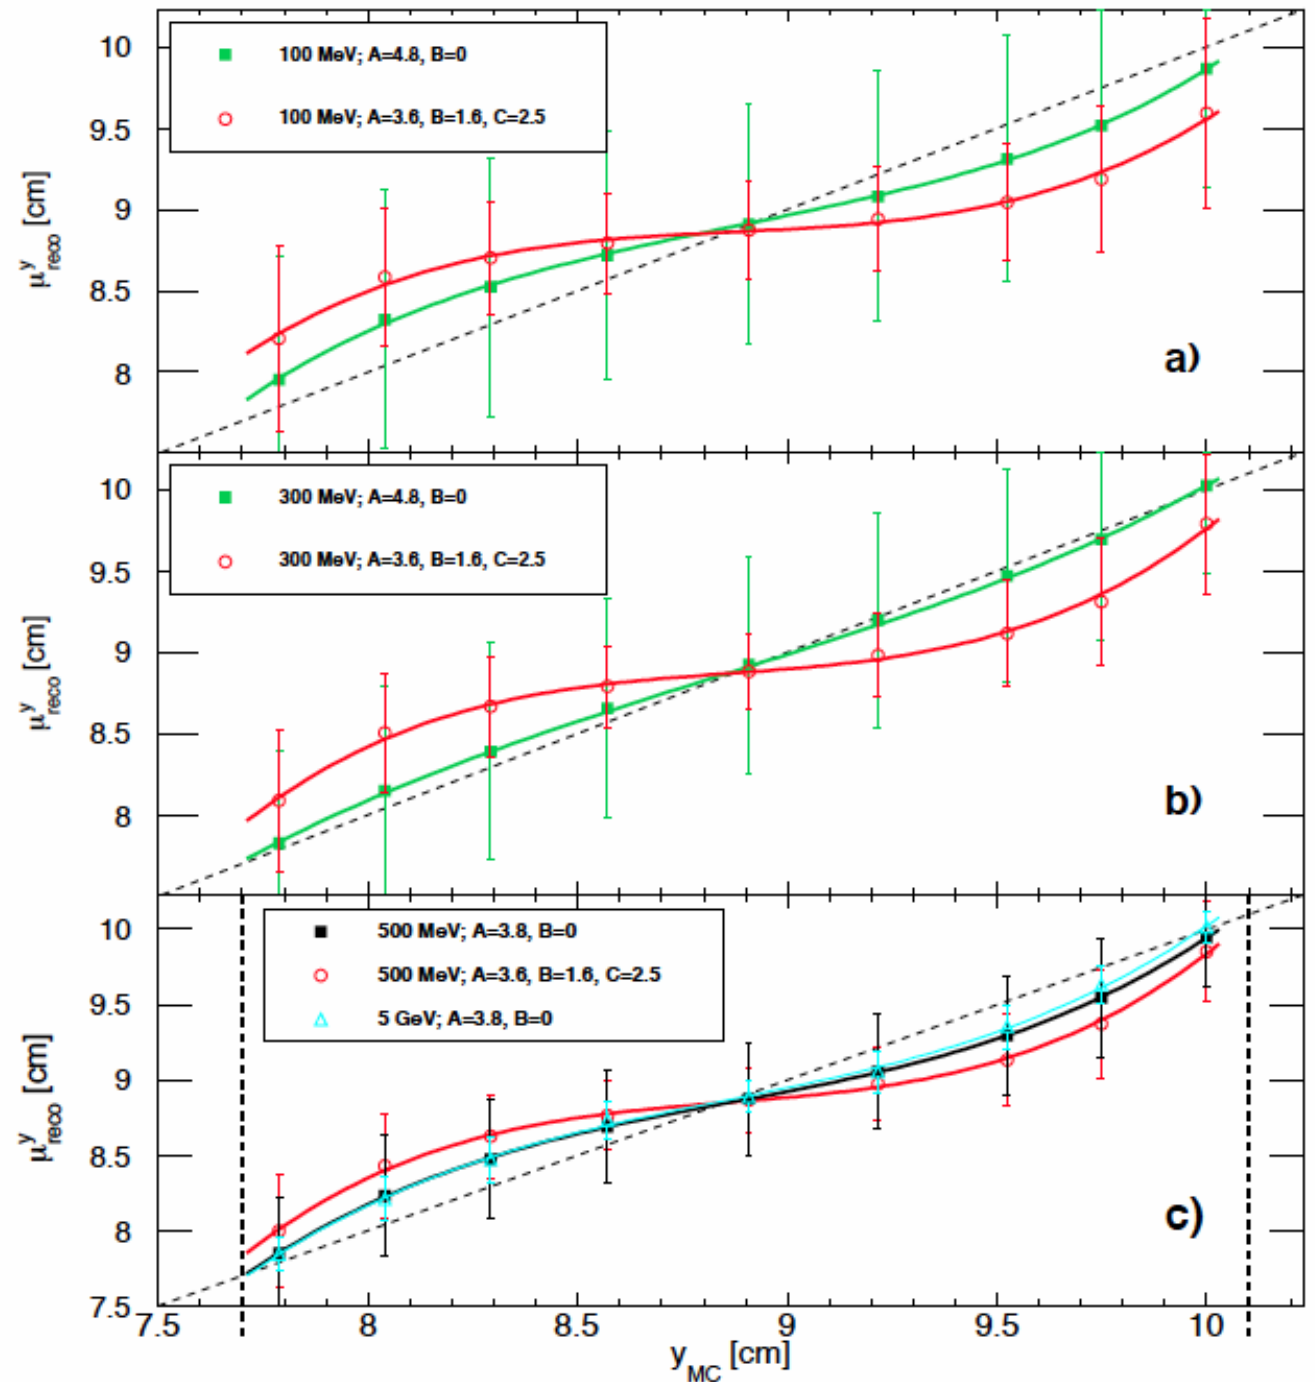 100 MeV; A=4.8, B=0
100 MeV; A=3.6, B=1.6, C=2.5
10
9.5
9
8.5
8
μ^y_reco [cm]
a)
300 MeV; A=4.8, B=0
300 MeV; A=3.6, B=1.6, C=2.5
10
9.5
9
8.5
8
μ^y_reco [cm]
b)
500 MeV; A=3.8, B=0
500 MeV; A=3.6, B=1.6, C=2.5
5 GeV; A=3.8, B=0
10
9.5
9
8.5
8
7.5
μ^y_reco [cm]
c)
7.5 8 8.5 9 9.5 10
y_MC [cm]